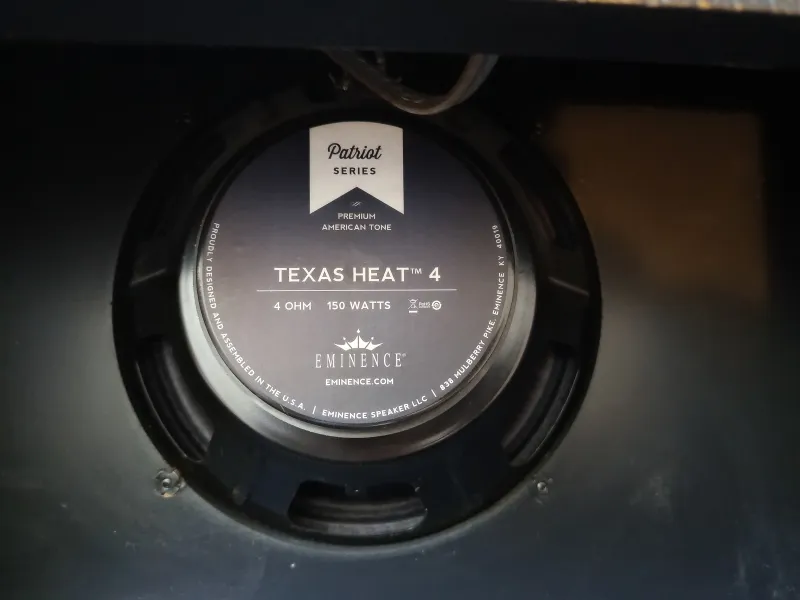 Patriot
SERIES
PREMIUM
AMERICAN TONE
TEXAS HEAT™ 4
4 OHM 150 WATTS
EMINENCE
EMINENCE.COM
PROUDLY DESIGNED AND ASSEMBLED IN THE U.S.A. | EMINENCE SPEAKER LLC | 838 MULBERRY PIKE, EMINENCE KY 40019